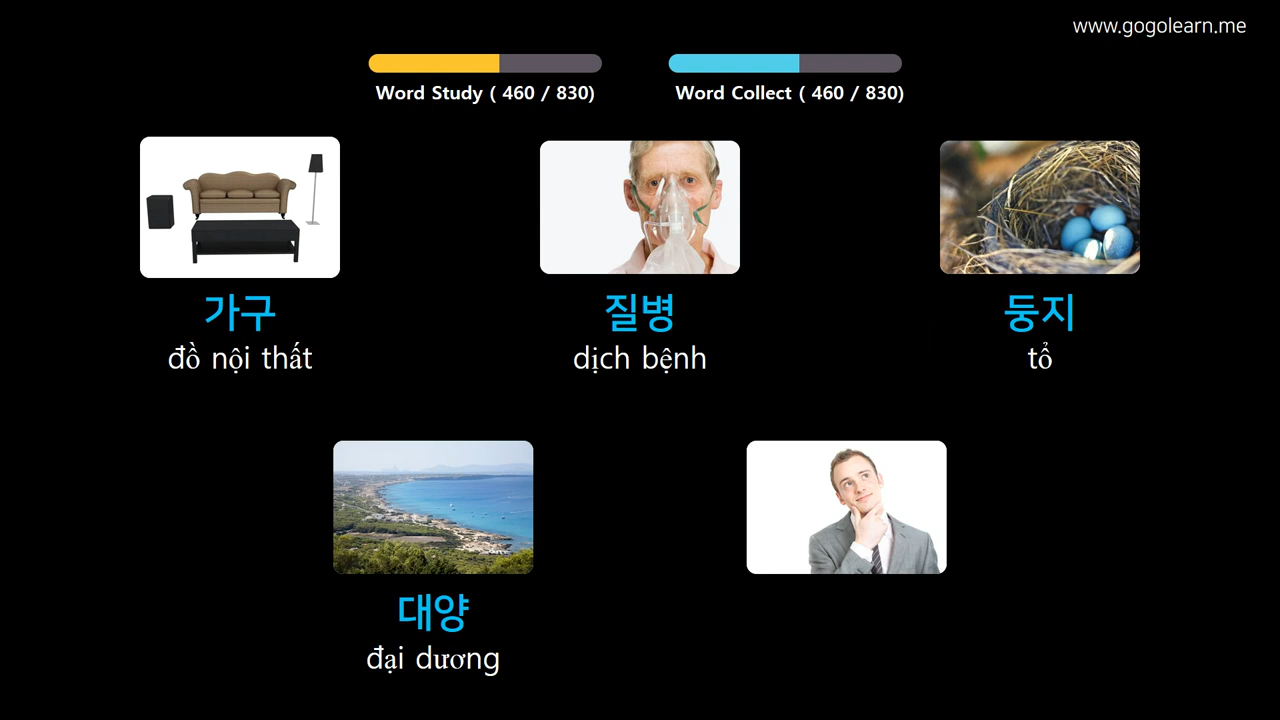 www.gogolearn.me
Word Study ( 460 / 830)
Word Collect ( 460 / 830)
가구
đồ nội thất
질병
dịch bệnh
둥지
tổ
대양
đại dương